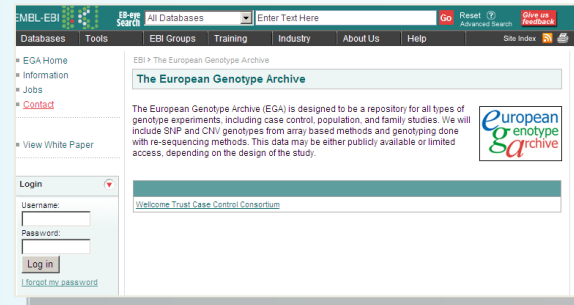 EMBL-EBI
EB-eye Search All Databases Enter Text Here Go Reset ? Advanced Search Give us feedback
Databases Tools EBI Groups Training Industry About Us Help Site Index
EGA Home
Information
Jobs
Contact
View White Paper
Login
Username:
Password:
Log in
I forgot my password
EBI > The European Genotype Archive
The European Genotype Archive
The European Genotype Archive (EGA) is designed to be a repository for all types of
genotype experiments, including case control, population, and family studies. We will
include SNP and CNV genotypes from array based methods and genotyping done
with re-sequencing methods. This data may be either publicly available or limited
access, depending on the design of the study.
european
genotype
archive
Wellcome Trust Case Control Consortium